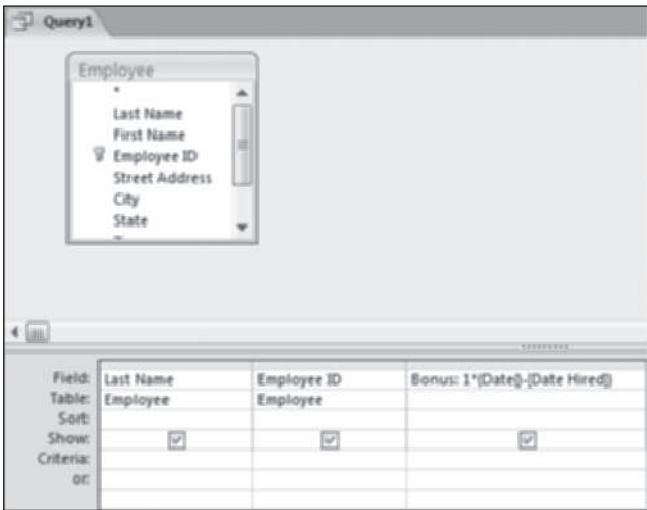 Query1
Employee
*
Last Name
First Name
Employee ID
Street Address
City
State
Field: Last Name Employee ID Bonus: 1*(Date()-[Date Hired])
Table: Employee Employee
Sort:
Show:
Criteria:
or: